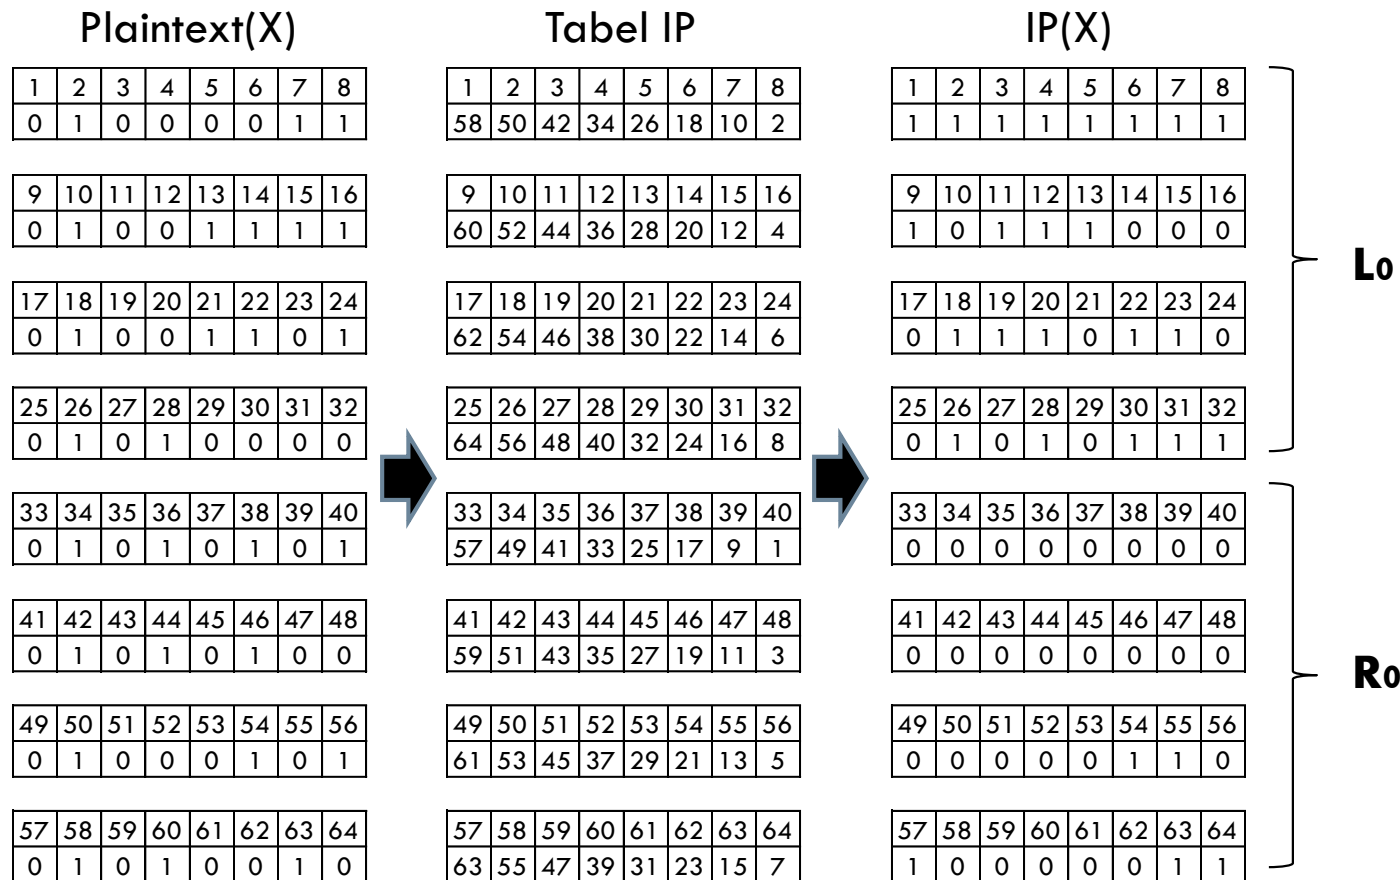 Plaintext(X) Tabel IP IP(X)
1 2 3 4 5 6 7 8 1 2 3 4 5 6 7 8 1 2 3 4 5 6 7 8
0 1 0 0 0 0 1 1 58 50 42 34 26 18 10 2 1 1 1 1 1 1 1 1
9 10 11 12 13 14 15 16 9 10 11 12 13 14 15 16 9 10 11 12 13 14 15 16
0 1 0 0 1 1 1 1 60 52 44 36 28 20 12 4 1 0 1 1 1 0 0 0
L0
17 18 19 20 21 22 23 24 17 18 19 20 21 22 23 24 17 18 19 20 21 22 23 24
0 1 0 0 1 1 0 1 62 54 46 38 30 22 14 6 0 1 1 1 0 1 1 0
25 26 27 28 29 30 31 32 25 26 27 28 29 30 31 32 25 26 27 28 29 30 31 32
0 1 0 1 0 0 0 0 64 56 48 40 32 24 16 8 0 1 0 1 0 1 1 1
33 34 35 36 37 38 39 40 33 34 35 36 37 38 39 40 33 34 35 36 37 38 39 40
0 1 0 1 0 1 0 1 57 49 41 33 25 17 9 1 0 0 0 0 0 0 0 0
41 42 43 44 45 46 47 48 41 42 43 44 45 46 47 48 41 42 43 44 45 46 47 48
0 1 0 1 0 1 0 0 59 51 43 35 27 19 11 3 0 0 0 0 0 0 0 0
R0
49 50 51 52 53 54 55 56 49 50 51 52 53 54 55 56 49 50 51 52 53 54 55 56
0 1 0 0 0 1 0 1 61 53 45 37 29 21 13 5 0 0 0 0 0 1 1 0
57 58 59 60 61 62 63 64 57 58 59 60 61 62 63 64 57 58 59 60 61 62 63 64
0 1 0 1 0 0 1 0 63 55 47 39 31 23 15 7 1 0 0 0 0 0 1 1